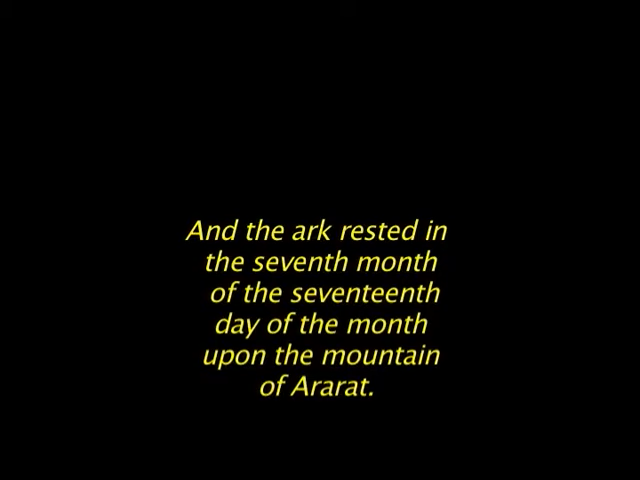 And the ark rested in
the seventh month
of the seventeenth
day of the month
upon the mountain
of Ararat.